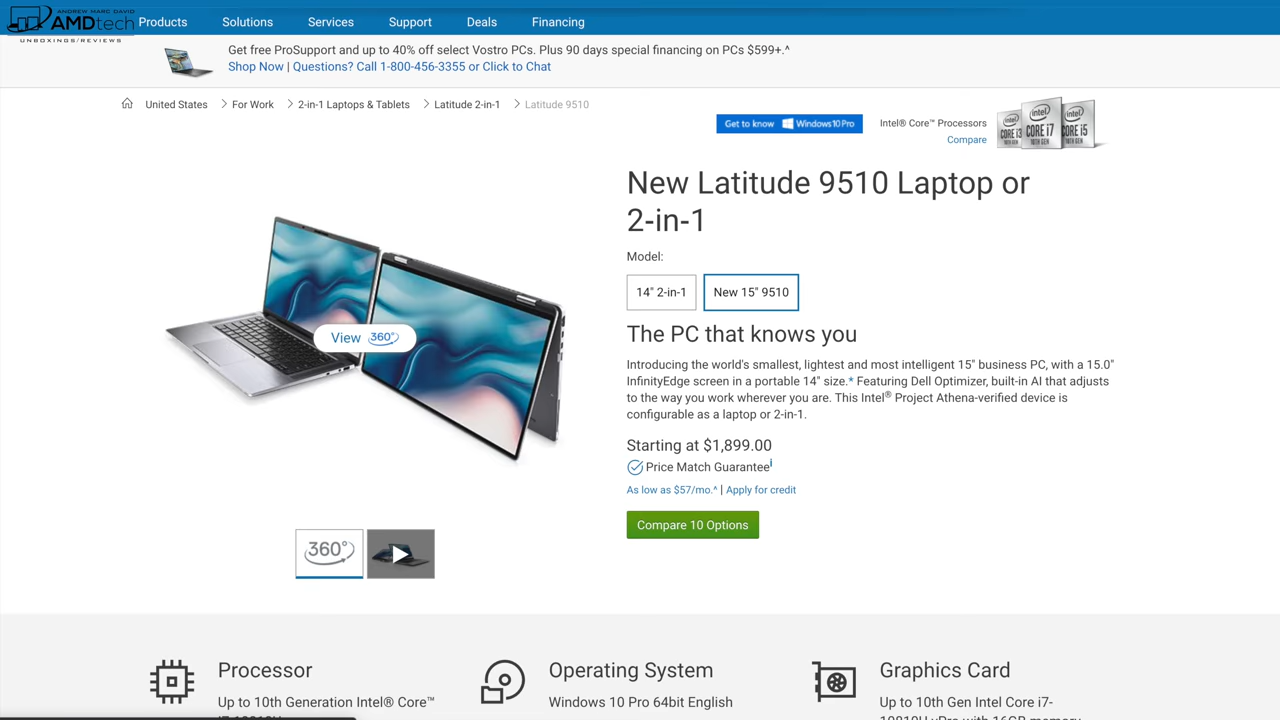 ANDREW MARC DAVID
AMDtech
UNBOXINGS/REVIEWS
Products Solutions Services Support Deals Financing
Get free ProSupport and up to 40% off select Vostro PCs. Plus 90 days special financing on PCs $599+.^
Shop Now | Questions? Call 1-800-456-3355 or Click to Chat
United States > For Work > 2-in-1 Laptops & Tablets > Latitude 2-in-1 > Latitude 9510
Get to know Windows 10 Pro
Intel® Core™ Processors
Compare
intel CORE i3 10TH GEN
intel CORE i7 10TH GEN
intel CORE i5 10TH GEN
New Latitude 9510 Laptop or
2-in-1
Model:
14" 2-in-1
New 15" 9510
The PC that knows you
Introducing the world's smallest, lightest and most intelligent 15" business PC, with a 15.0"
InfinityEdge screen in a portable 14" size.* Featuring Dell Optimizer, built-in AI that adjusts
to the way you work wherever you are. This Intel® Project Athena-verified device is
configurable as a laptop or 2-in-1.
Starting at $1,899.00
Price Match Guarantee i
As low as $57/mo.^ | Apply for credit
Compare 10 Options
View 360°
360°
Processor
Up to 10th Generation Intel® Core™
Operating System
Windows 10 Pro 64bit English
Graphics Card
Up to 10th Gen Intel Core i7-